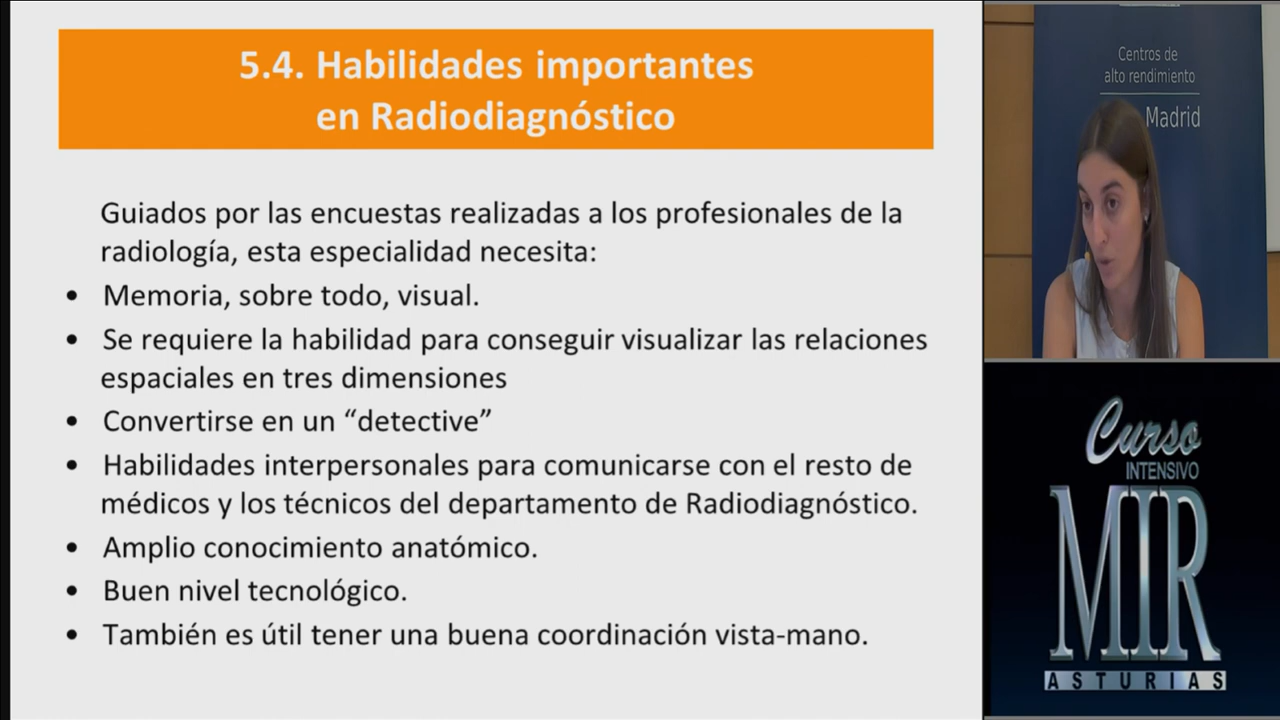 5.4. Habilidades importantes
en Radiodiagnóstico
Guiados por las encuestas realizadas a los profesionales de la
radiología, esta especialidad necesita:
• Memoria, sobre todo, visual.
• Se requiere la habilidad para conseguir visualizar las relaciones
espaciales en tres dimensiones
• Convertirse en un “detective”
• Habilidades interpersonales para comunicarse con el resto de
médicos y los técnicos del departamento de Radiodiagnóstico.
• Amplio conocimiento anatómico.
• Buen nivel tecnológico.
• También es útil tener una buena coordinación vista-mano.
Centros de
alto rendimiento
Madrid
Curso
INTENSIVO
MIR
ASTURIAS